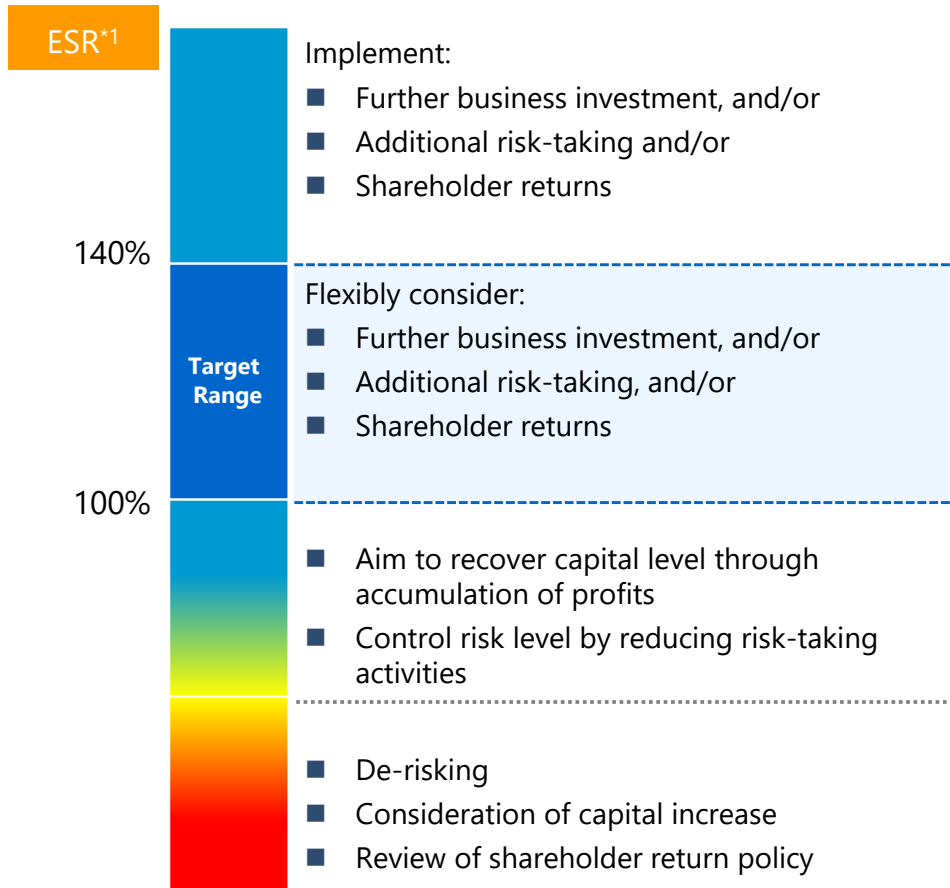 ESR*1
Implement:
■ Further business investment, and/or
■ Additional risk-taking and/or
■ Shareholder returns
140%
Flexibly consider:
■ Further business investment, and/or
■ Additional risk-taking, and/or
■ Shareholder returns
Target
Range
100%
■ Aim to recover capital level through
accumulation of profits
■ Control risk level by reducing risk-taking
activities
■ De-risking
■ Consideration of capital increase
■ Review of shareholder return policy